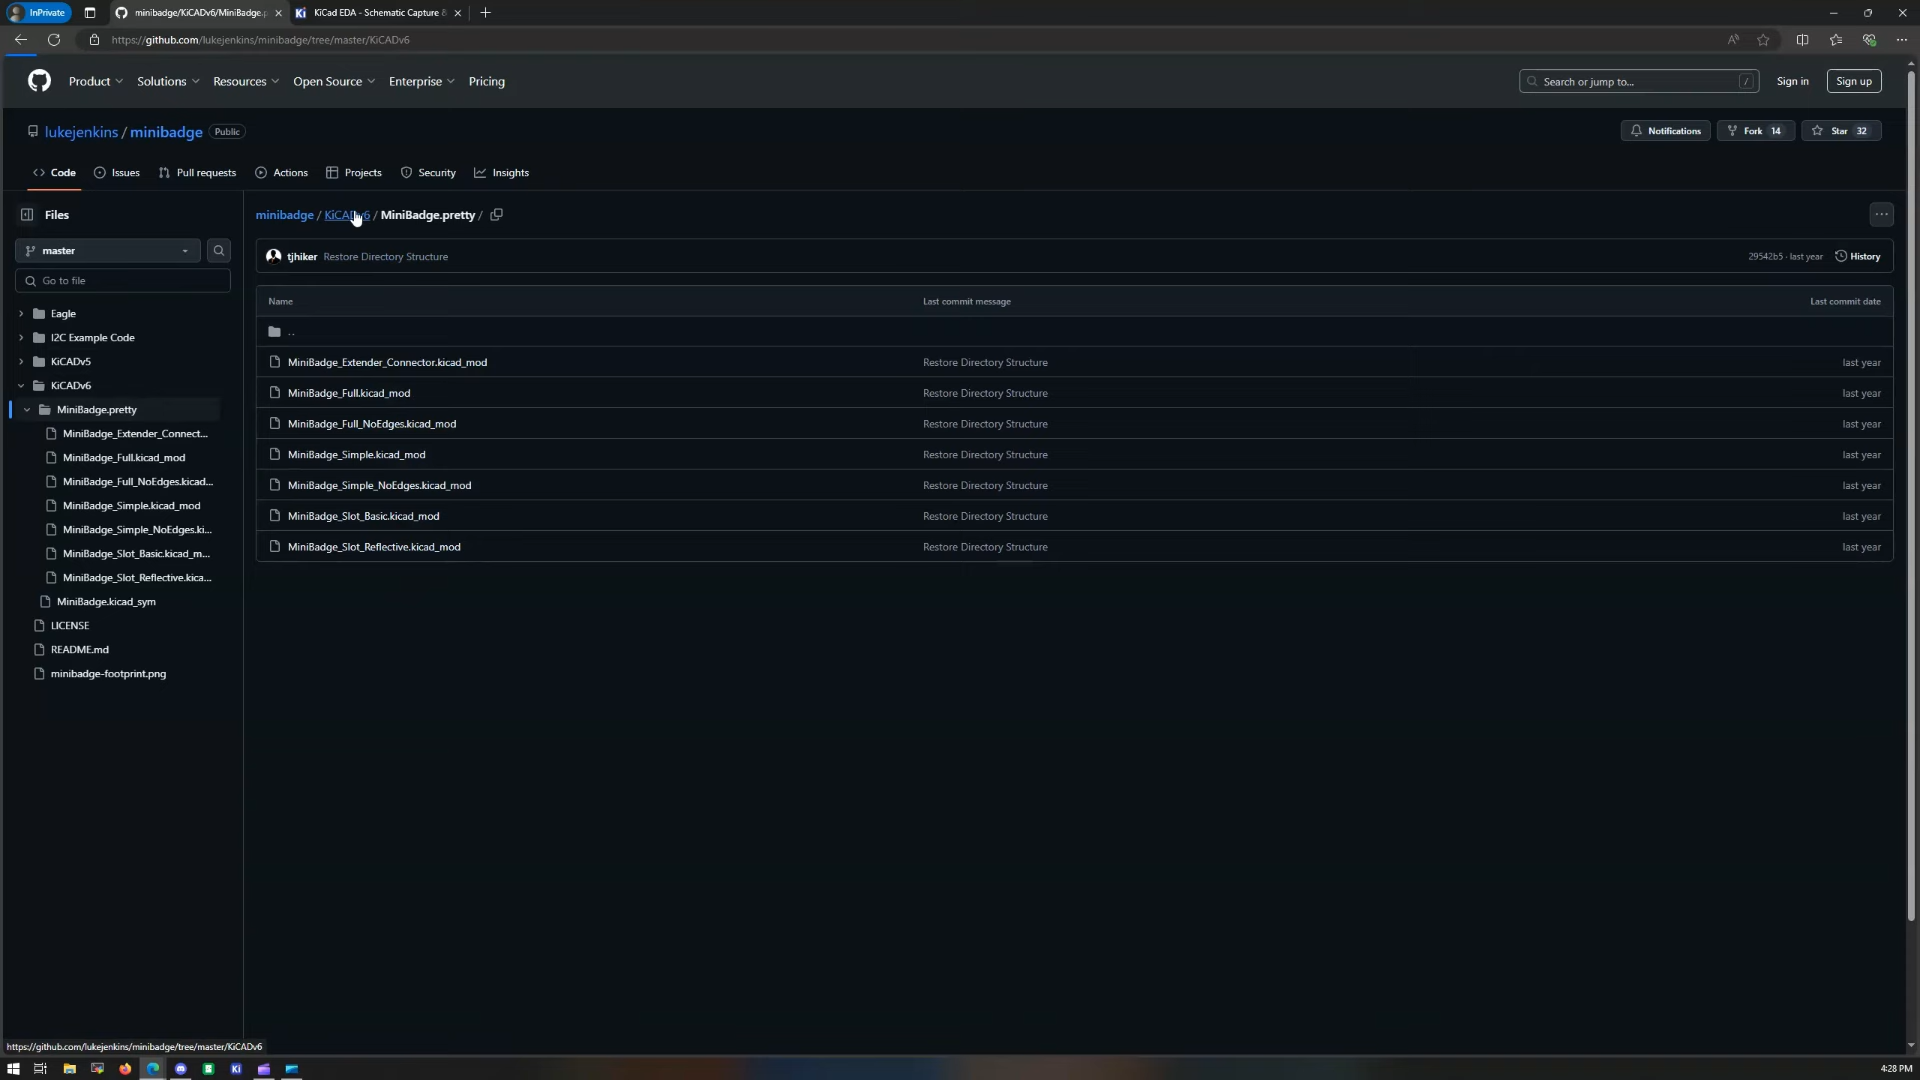 InPrivate
minibadge/KiCADv6/MiniBadge.p
KiCad EDA - Schematic Capture &
https://github.com/lukejenkins/minibadge/tree/master/KiCADv6
Product
Solutions
Resources
Open Source
Enterprise
Pricing
Search or jump to...
/
Sign in
Sign up
lukejenkins / minibadge
Public
Notifications
Fork 14
Star 32
Code
Issues
Pull requests
Actions
Projects
Security
Insights
Files
minibadge / KiCADv6 / MiniBadge.pretty /
master
tjhiker Restore Directory Structure
29542b5 · last year
History
Go to file
Name
Last commit message
Last commit date
Eagle
I2C Example Code
KiCADv5
KiCADv6
MiniBadge.pretty
MiniBadge_Extender_Connect...
MiniBadge_Full.kicad_mod
MiniBadge_Full_NoEdges.kicad...
MiniBadge_Simple.kicad_mod
MiniBadge_Simple_NoEdges.ki...
MiniBadge_Slot_Basic.kicad_m...
MiniBadge_Slot_Reflective.kica...
MiniBadge.kicad_sym
LICENSE
README.md
minibadge-footprint.png
..
MiniBadge_Extender_Connector.kicad_mod Restore Directory Structure last year
MiniBadge_Full.kicad_mod Restore Directory Structure last year
MiniBadge_Full_NoEdges.kicad_mod Restore Directory Structure last year
MiniBadge_Simple.kicad_mod Restore Directory Structure last year
MiniBadge_Simple_NoEdges.kicad_mod Restore Directory Structure last year
MiniBadge_Slot_Basic.kicad_mod Restore Directory Structure last year
MiniBadge_Slot_Reflective.kicad_mod Restore Directory Structure last year
https://github.com/lukejenkins/minibadge/tree/master/KiCADv6
4:28 PM